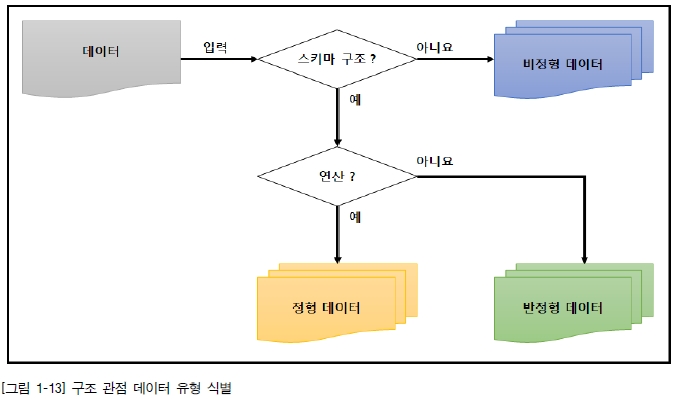 데이터
입력
스키마 구조 ?
아니요
비정형 데이터
예
연산 ?
아니요
예
정형 데이터
반정형 데이터
[그림 1-13] 구조 관점 데이터 유형 식별